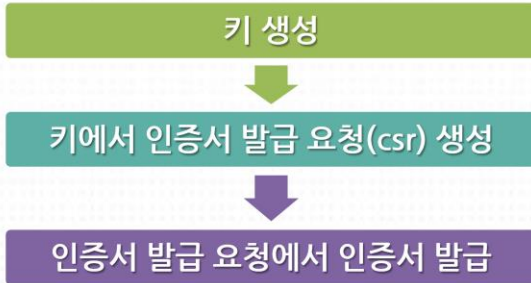 키 생성
키에서 인증서 발급 요청(csr) 생성
인증서 발급 요청에서 인증서 발급